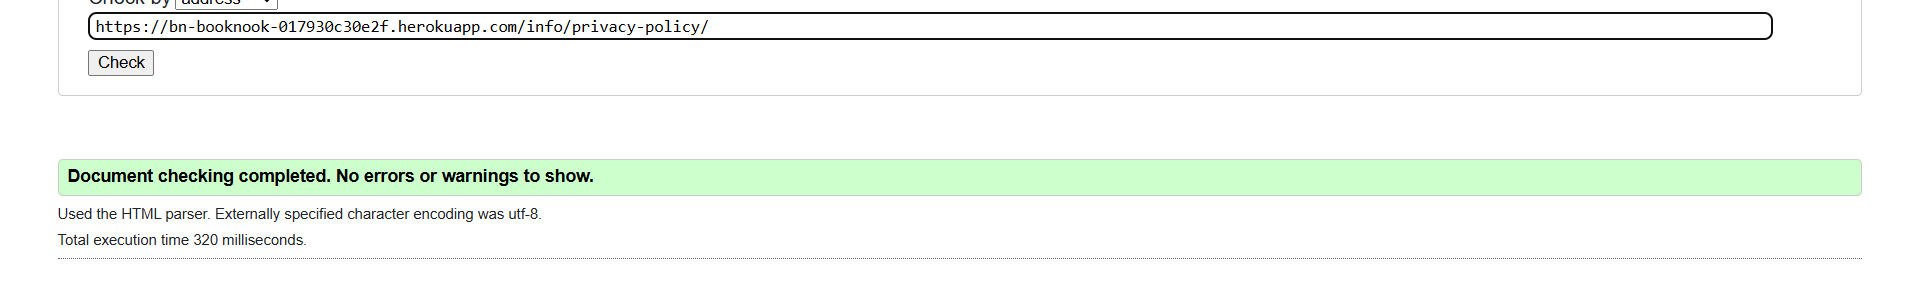 Check by address
https://bn-booknook-017930c30e2f.herokuapp.com/info/privacy-policy/
Check
Document checking completed. No errors or warnings to show.
Used the HTML parser. Externally specified character encoding was utf-8.
Total execution time 320 milliseconds.